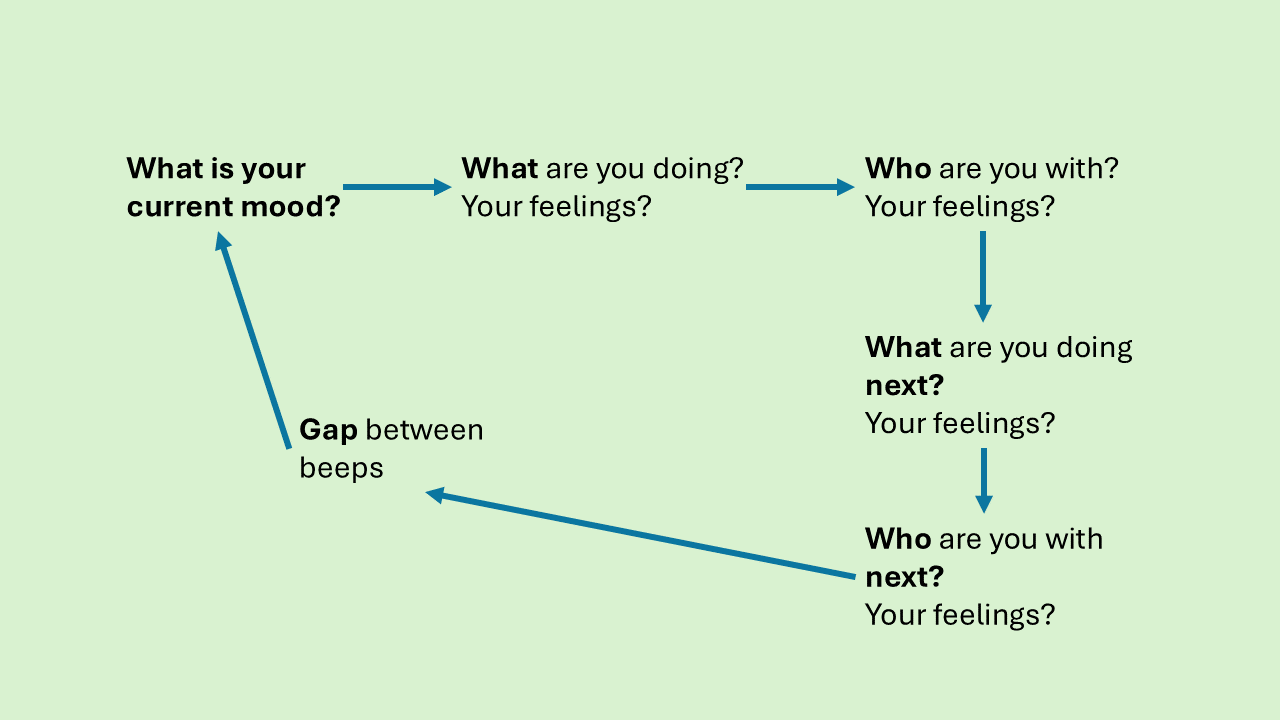 What is your
current mood?
What are you doing?
Your feelings?
Who are you with?
Your feelings?
What are you doing
next?
Your feelings?
Who are you with
next?
Your feelings?
Gap between
beeps